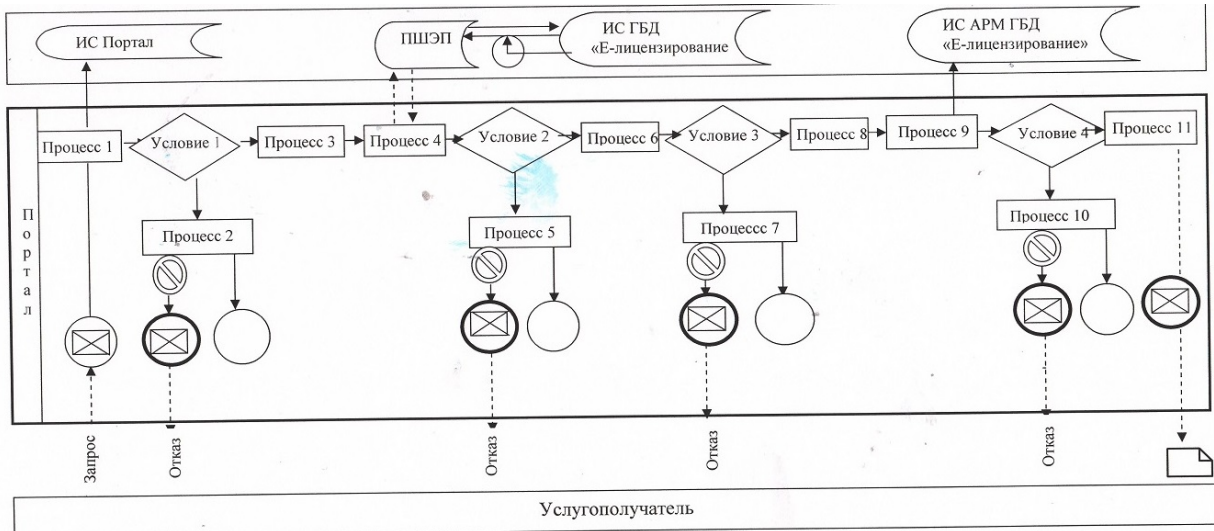 ИС Портал
ПШЭП
ИС ГБД
«Е-лицензирование
ИС АРМ ГБД
«Е-лицензирование»
Портал
Процесс 1
Условие 1
Процесс 3
Процесс 4
Условие 2
Процесс 6
Условие 3
Процесс 8
Процесс 9
Условие 4
Процесс 11
Процесс 2
Процесс 5
Процессс 7
Процесс 10
Запрос
Отказ
Отказ
Отказ
Отказ
Услугополучатель